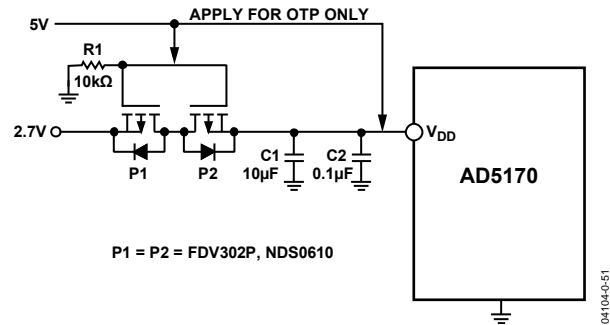 APPLY FOR OTP ONLY
5V
R1
10kΩ
2.7V
P1
P2
C1
10µF
C2
0.1µF
VDD
AD5170
P1 = P2 = FDV302P, NDS0610
04104-0-51